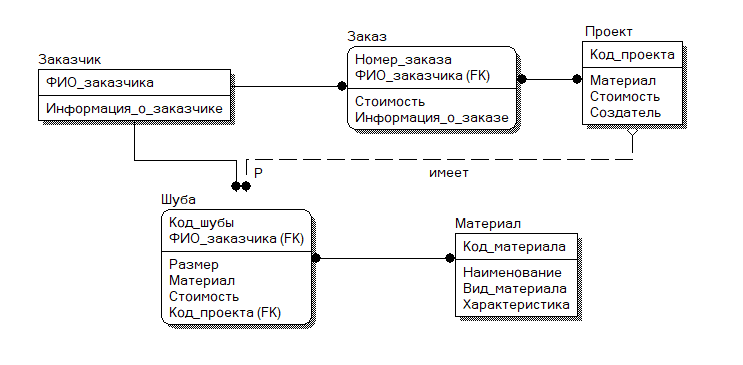 Заказчик
ФИО_заказчика
Информация_о_заказчике
Заказ
Номер_заказа
ФИО_заказчика (FK)
Стоимость
Информация_о_заказе
Проект
Код_проекта
Материал
Стоимость
Создатель
P
имеет
Шуба
Код_шубы
ФИО_заказчика (FK)
Размер
Материал
Стоимость
Код_проекта (FK)
Материал
Код_материала
Наименование
Вид_материала
Характеристика